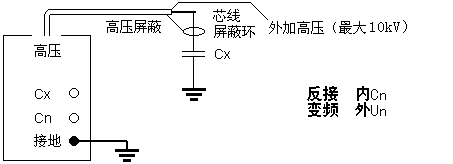 芯线
高压屏蔽
屏蔽环
外加高压（最大10kV）
高压
Cx
Cx
Cn
接地
反接 内Cn
变频 外Un